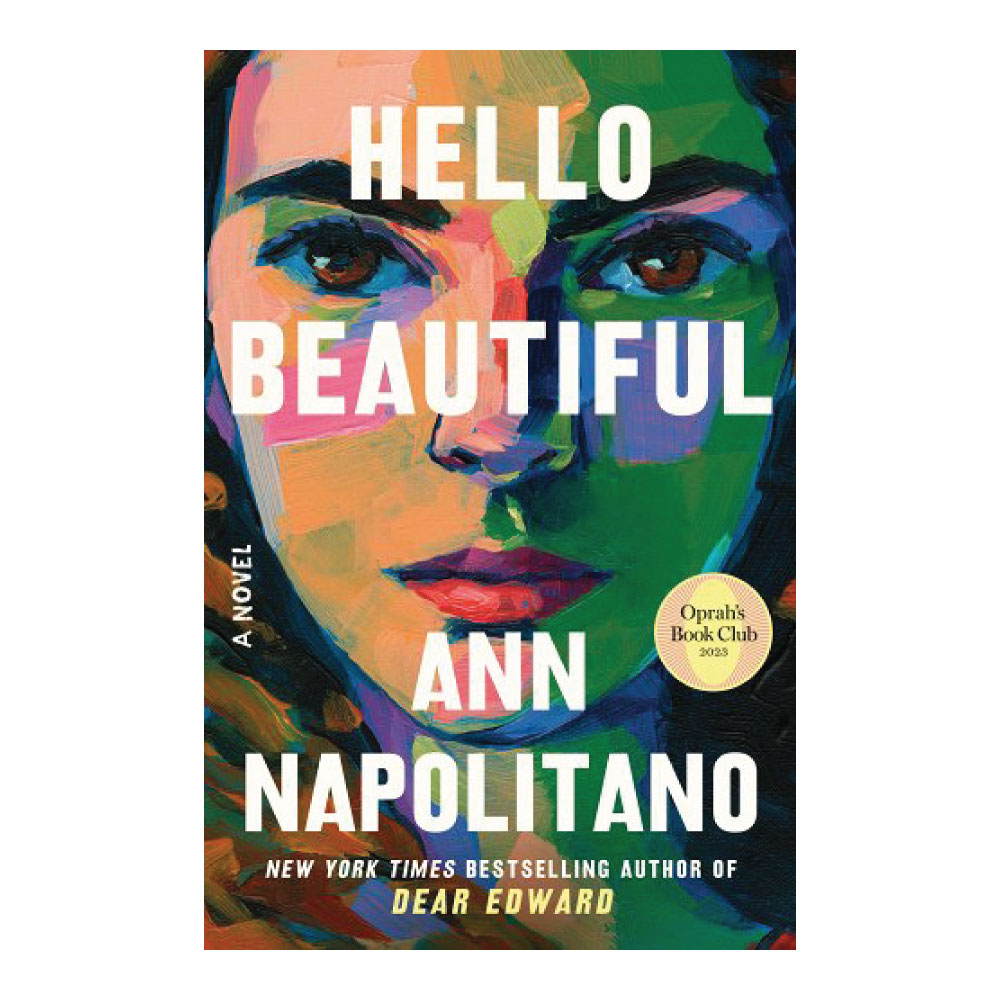 HELLO
BEAUTIFUL
A NOVEL
Oprah's
Book Club
2023
ANN
NAPOLITANO
NEW YORK TIMES BESTSELLING AUTHOR OF
DEAR EDWARD